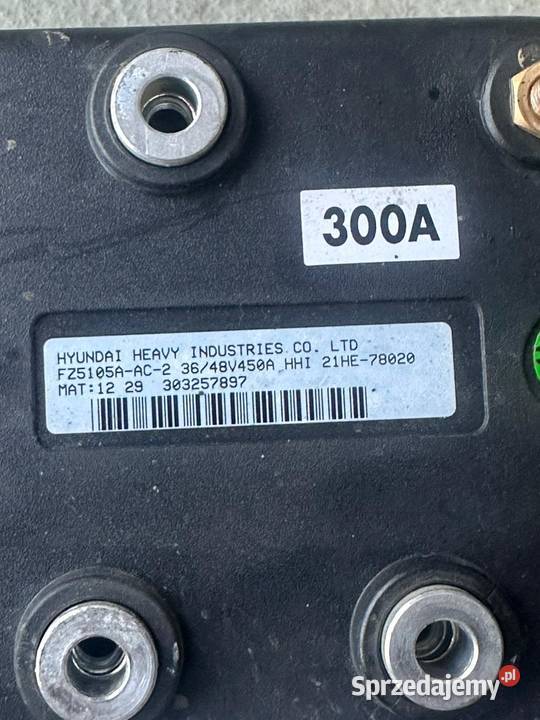 300A
HYUNDAI HEAVY INDUSTRIES CO. LTD
FZ5105A-AC-2 36/48V450A HHI 21HE-78020
MAT:12 29 303257897
Sprzedajemy.pl